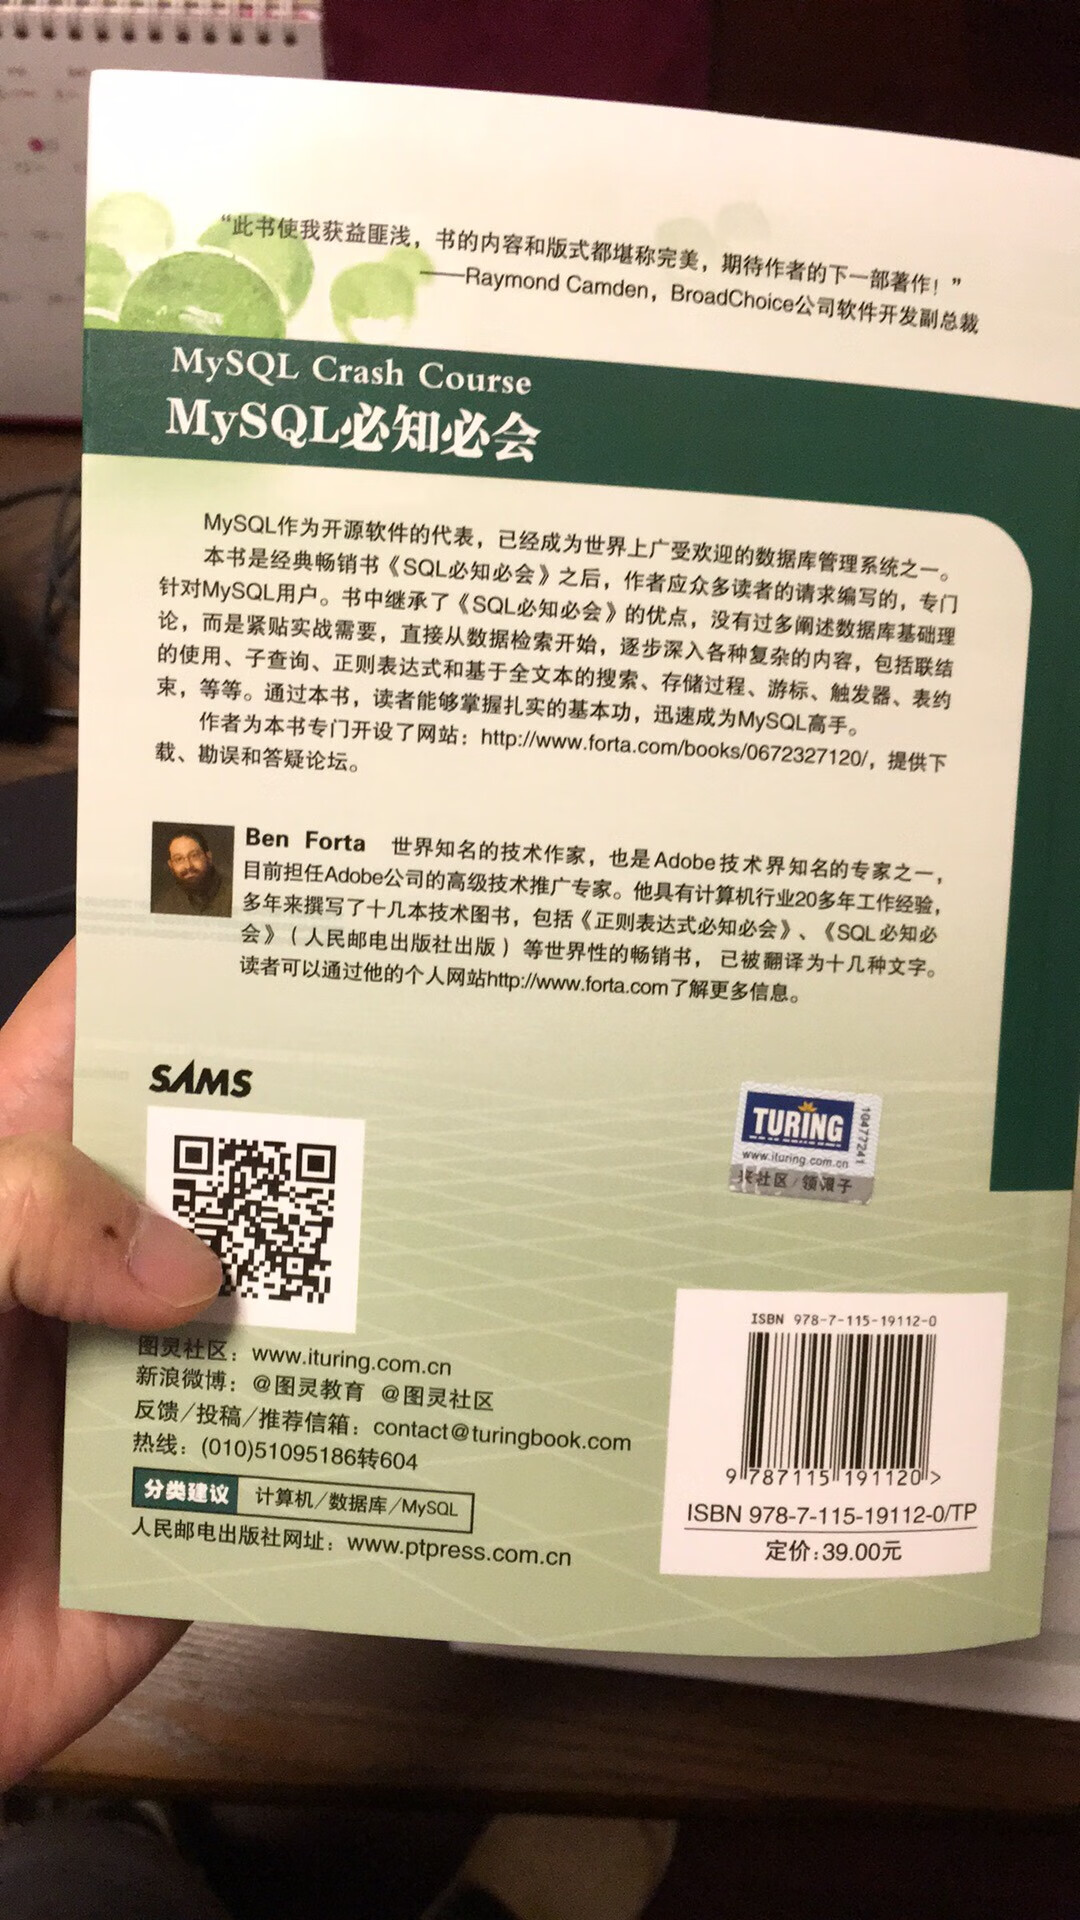 “此书使我获益匪浅，书的内容和版式都堪称完美，期待作者的下一部著作！”
——Raymond Camden，BroadChoice公司软件开发副总裁
MySQL Crash Course
MySQL必知必会
MySQL作为开源软件的代表，已经成为世界上广受欢迎的数据库管理系统之一。
本书是经典畅销书《SQL必知必会》之后，作者应众多读者的请求编写的，专门
针对MySQL用户。书中继承了《SQL必知必会》的优点，没有过多阐述数据库基础理
论，而是紧贴实战需要，直接从数据检索开始，逐步深入各种复杂的内容，包括联结
的使用、子查询、正则表达式和基于全文本的搜索、存储过程、游标、触发器、表约
束，等等。通过本书，读者能够掌握扎实的基本功，迅速成为MySQL高手。
作者为本书专门开设了网站：http://www.forta.com/books/0672327120/，提供下
载、勘误和答疑论坛。
Ben Forta 世界知名的技术作家，也是Adobe技术界知名的专家之一，
目前担任Adobe公司的高级技术推广专家。他具有计算机行业20多年工作经验，
多年来撰写了十几本技术图书，包括《正则表达式必知必会》、《SQL必知必
会》（人民邮电出版社出版）等世界性的畅销书，已被翻译为十几种文字。
读者可以通过他的个人网站http://www.forta.com了解更多信息。
SAMS
TURING
10477241
www.ituring.com.cn
社区/领
图灵社区：www.ituring.com.cn
新浪微博：@图灵教育 @图灵社区
反馈/投稿/推荐信箱：contact@turingbook.com
热线：(010)51095186转604
分类建议 计算机/数据库/MySQL
人民邮电出版社网址：www.ptpress.com.cn
ISBN 978-7-115-19112-0
9 787115 191120 >
ISBN 978-7-115-19112-0/TP
定价：39.00元